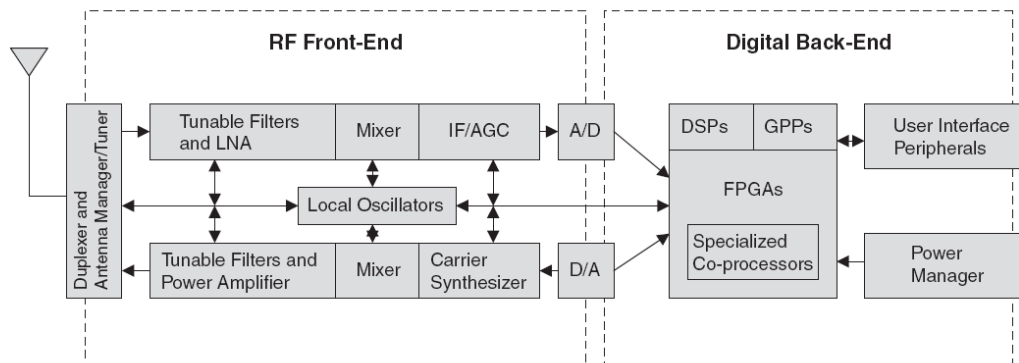 RF Front-End
Digital Back-End
Duplexer and
Antenna Manager/Tuner
Tunable Filters
and LNA
Mixer
IF/AGC
A/D
DSPs
GPPs
User Interface
Peripherals
FPGAs
Local Oscillators
Specialized
Co-processors
Tunable Filters and
Power Amplifier
Mixer
Carrier
Synthesizer
D/A
Power
Manager